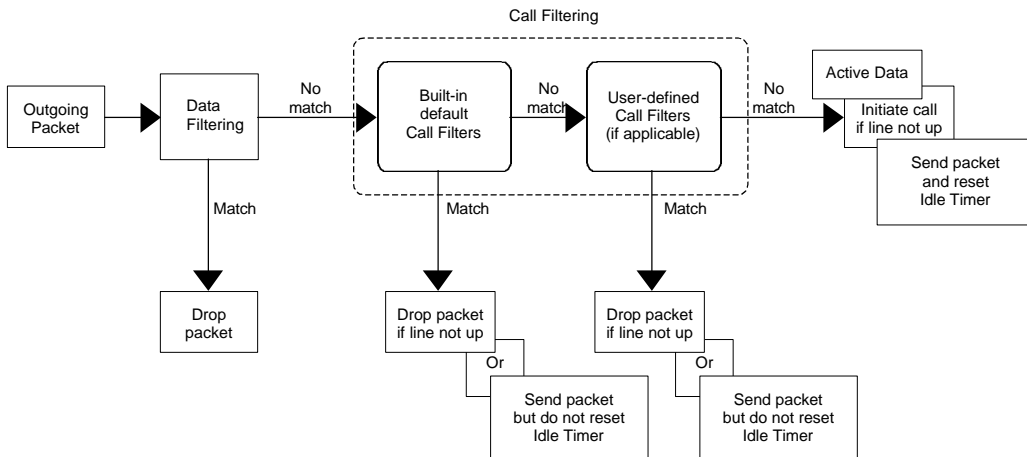 Call Filtering
Outgoing
Packet
Data
Filtering
No
match
Built-in
default
Call Filters
No
match
User-defined
Call Filters
(if applicable)
No
match
Active Data
Initiate call
if line not up
Send packet
and reset
Idle Timer
Match
Match
Match
Drop
packet
Drop packet
if line not up
Or
Send packet
but do not reset
Idle Timer
Drop packet
if line not up
Or
Send packet
but do not reset
Idle Timer